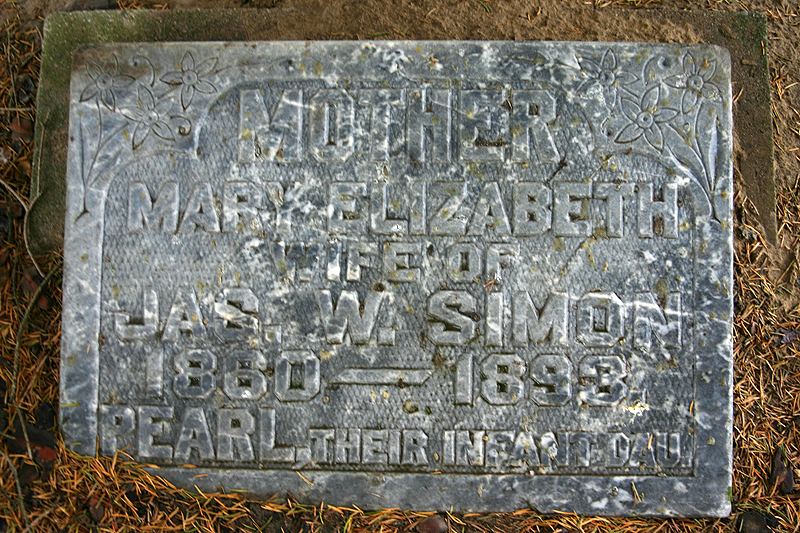 MOTHER
MARY ELIZABETH
WIFE OF
JAS. W. SIMON
1860 — 1893.
PEARL, THEIR INFANT DAU.